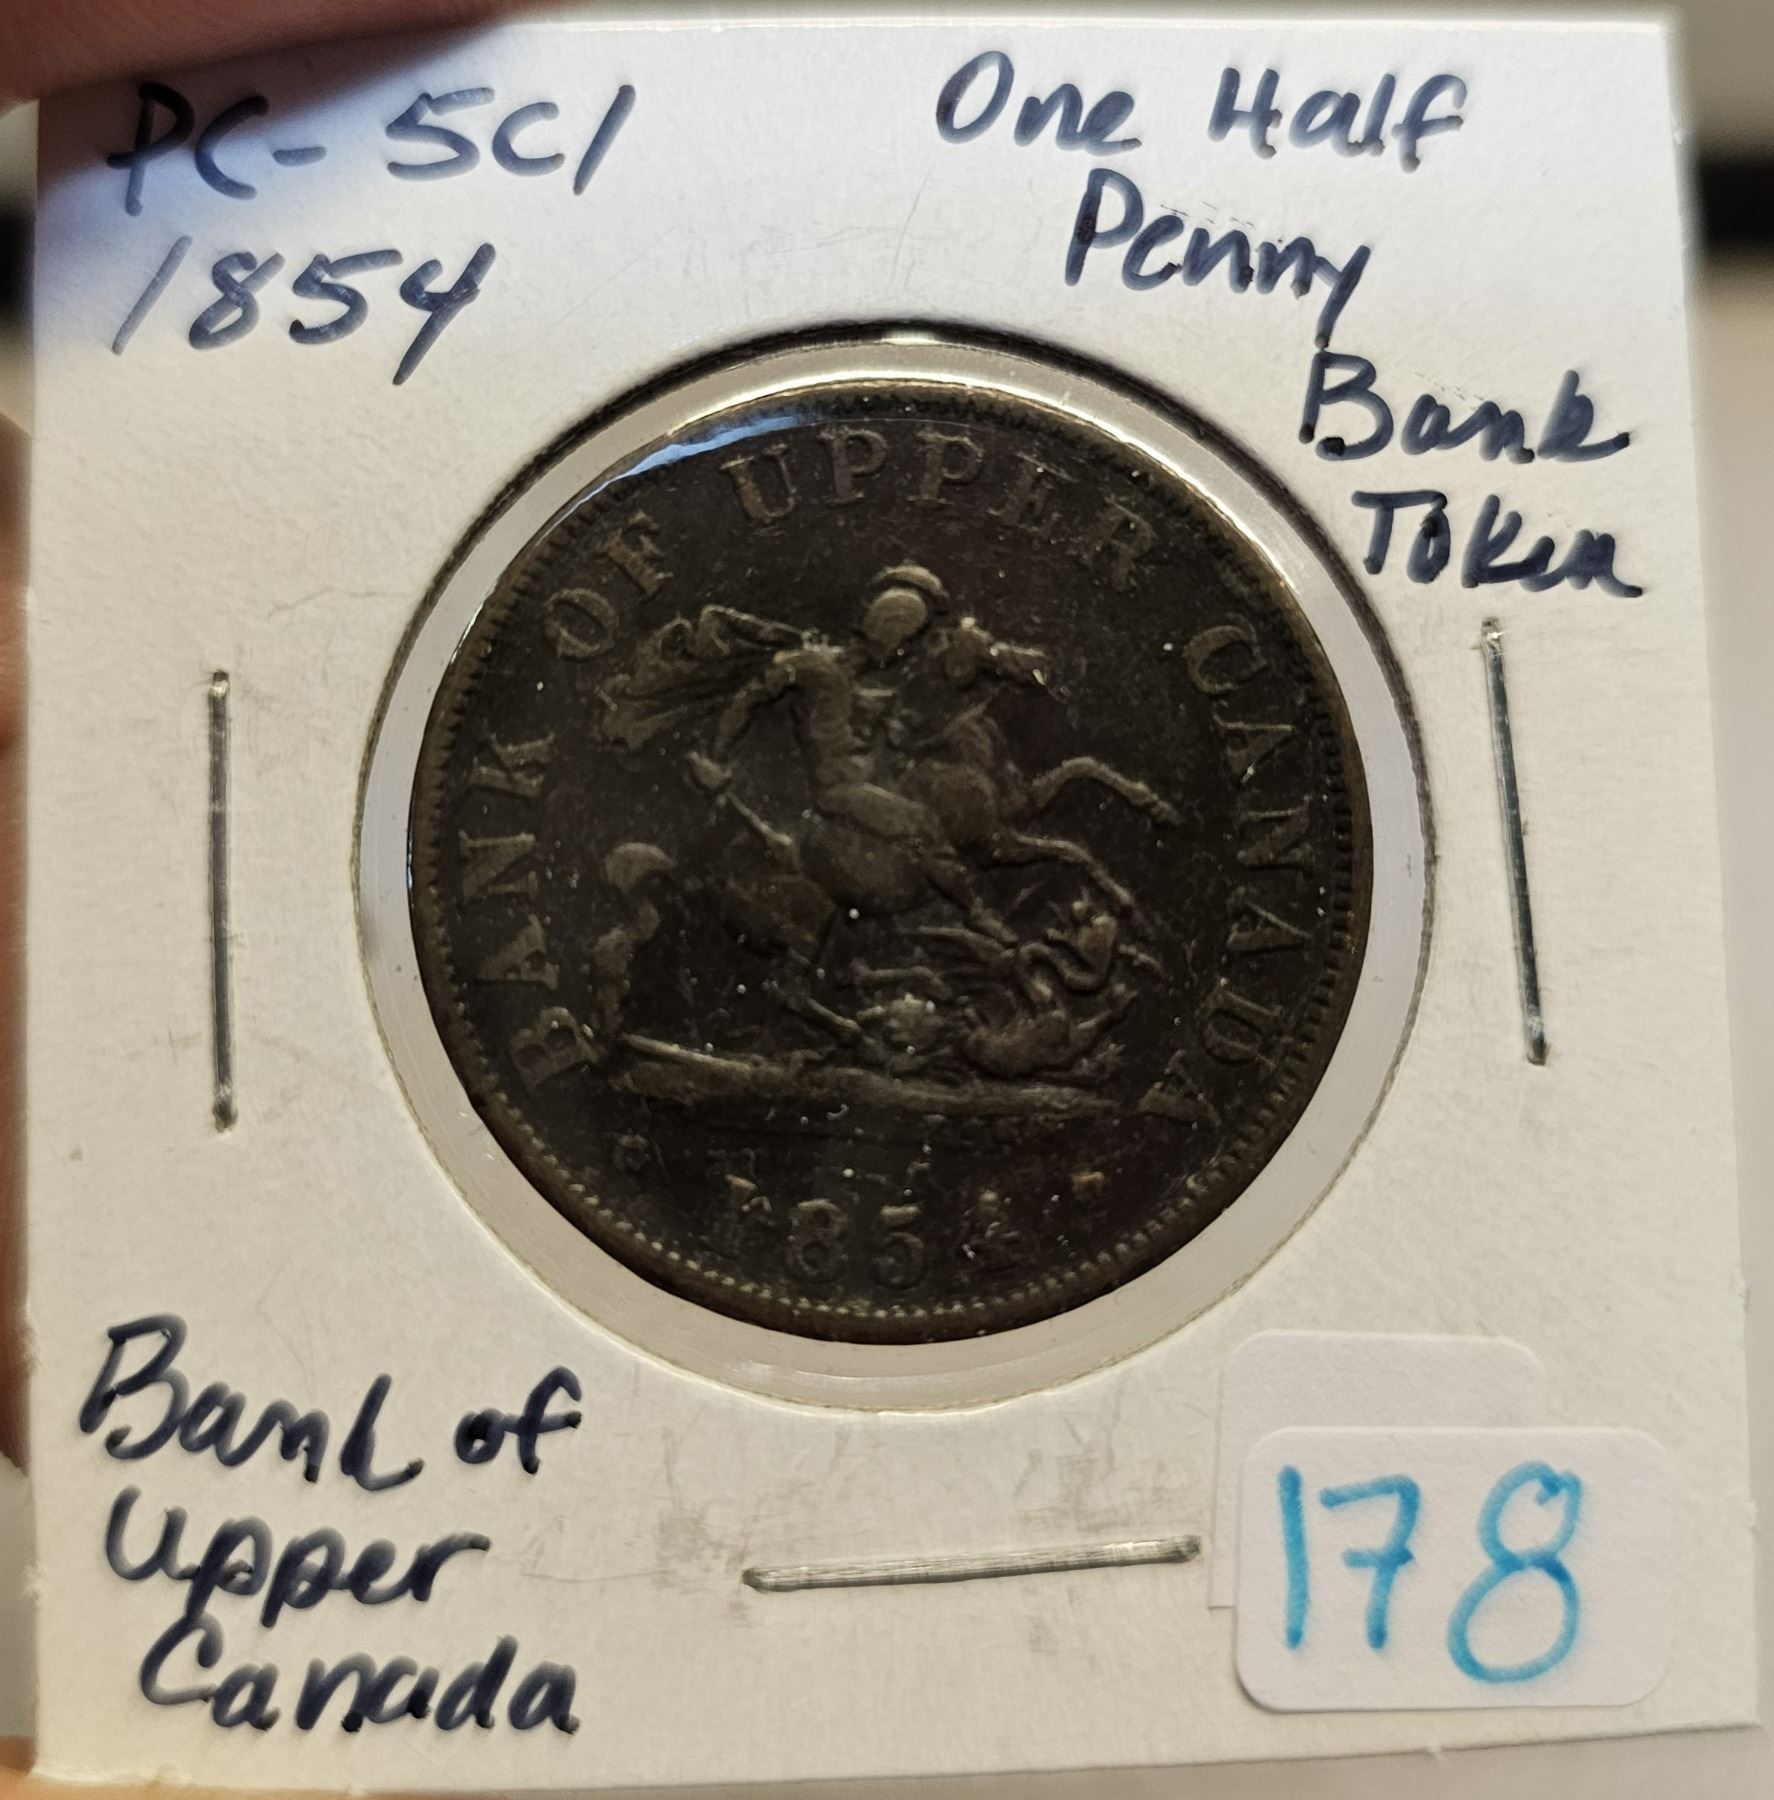 PC-5C1
1854
One Half
Penny
Bank
Token
BANK OF UPPER CANADA
1854
Bank of
Upper
Canada
178